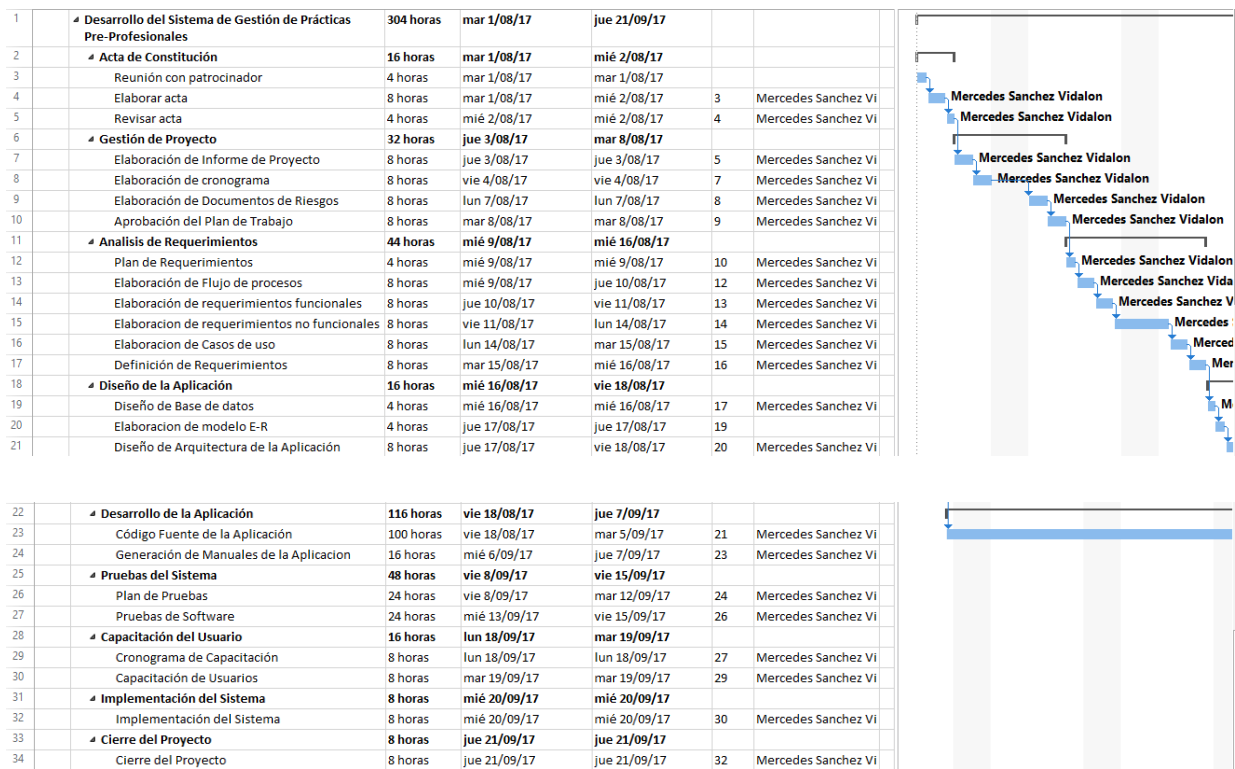 1 Desarrollo del Sistema de Gestión de Prácticas 304 horas mar 1/08/17 jue 21/09/17
Pre-Profesionales
2 Acta de Constitución 16 horas mar 1/08/17 mié 2/08/17
3 Reunión con patrocinador 4 horas mar 1/08/17 mar 1/08/17
4 Elaborar acta 8 horas mar 1/08/17 mié 2/08/17 3 Mercedes Sanchez Vi Mercedes Sanchez Vidalon
5 Revisar acta 4 horas mié 2/08/17 mié 2/08/17 4 Mercedes Sanchez Vi Mercedes Sanchez Vidalon
6 Gestión de Proyecto 32 horas jue 3/08/17 mar 8/08/17
7 Elaboración de Informe de Proyecto 8 horas jue 3/08/17 jue 3/08/17 5 Mercedes Sanchez Vi Mercedes Sanchez Vidalon
8 Elaboración de cronograma 8 horas vie 4/08/17 vie 4/08/17 7 Mercedes Sanchez Vi Mercedes Sanchez Vidalon
9 Elaboración de Documentos de Riesgos 8 horas lun 7/08/17 lun 7/08/17 8 Mercedes Sanchez Vi Mercedes Sanchez Vidalon
10 Aprobación del Plan de Trabajo 8 horas mar 8/08/17 mar 8/08/17 9 Mercedes Sanchez Vi Mercedes Sanchez Vidalon
11 Analisis de Requerimientos 44 horas mié 9/08/17 mié 16/08/17
12 Plan de Requerimientos 4 horas mié 9/08/17 mié 9/08/17 10 Mercedes Sanchez Vi Mercedes Sanchez Vidalon
13 Elaboración de Flujo de procesos 8 horas mié 9/08/17 jue 10/08/17 12 Mercedes Sanchez Vi Mercedes Sanchez Vida
14 Elaboración de requerimientos funcionales 8 horas jue 10/08/17 vie 11/08/17 13 Mercedes Sanchez Vi Mercedes Sanchez V
15 Elaboracion de requerimientos no funcionales 8 horas vie 11/08/17 lun 14/08/17 14 Mercedes Sanchez Vi Mercedes
16 Elaboracion de Casos de uso 8 horas lun 14/08/17 mar 15/08/17 15 Mercedes Sanchez Vi Merced
17 Definición de Requerimientos 8 horas mar 15/08/17 mié 16/08/17 16 Mercedes Sanchez Vi Mer
18 Diseño de la Aplicación 16 horas mié 16/08/17 vie 18/08/17
19 Diseño de Base de datos 4 horas mié 16/08/17 mié 16/08/17 17 Mercedes Sanchez Vi M
20 Elaboracion de modelo E-R 4 horas jue 17/08/17 jue 17/08/17 19
21 Diseño de Arquitectura de la Aplicación 8 horas jue 17/08/17 vie 18/08/17 20 Mercedes Sanchez Vi
22 Desarrollo de la Aplicación 116 horas vie 18/08/17 jue 7/09/17
23 Código Fuente de la Aplicación 100 horas vie 18/08/17 mar 5/09/17 21 Mercedes Sanchez Vi
24 Generación de Manuales de la Aplicacion 16 horas mié 6/09/17 jue 7/09/17 23 Mercedes Sanchez Vi
25 Pruebas del Sistema 48 horas vie 8/09/17 vie 15/09/17
26 Plan de Pruebas 24 horas vie 8/09/17 mar 12/09/17 24 Mercedes Sanchez Vi
27 Pruebas de Software 24 horas mié 13/09/17 vie 15/09/17 26 Mercedes Sanchez Vi
28 Capacitación del Usuario 16 horas lun 18/09/17 mar 19/09/17
29 Cronograma de Capacitación 8 horas lun 18/09/17 lun 18/09/17 27 Mercedes Sanchez Vi
30 Capacitación de Usuarios 8 horas mar 19/09/17 mar 19/09/17 29 Mercedes Sanchez Vi
31 Implementación del Sistema 8 horas mié 20/09/17 mié 20/09/17
32 Implementación del Sistema 8 horas mié 20/09/17 mié 20/09/17 30 Mercedes Sanchez Vi
33 Cierre del Proyecto 8 horas jue 21/09/17 jue 21/09/17
34 Cierre del Proyecto 8 horas jue 21/09/17 jue 21/09/17 32 Mercedes Sanchez Vi